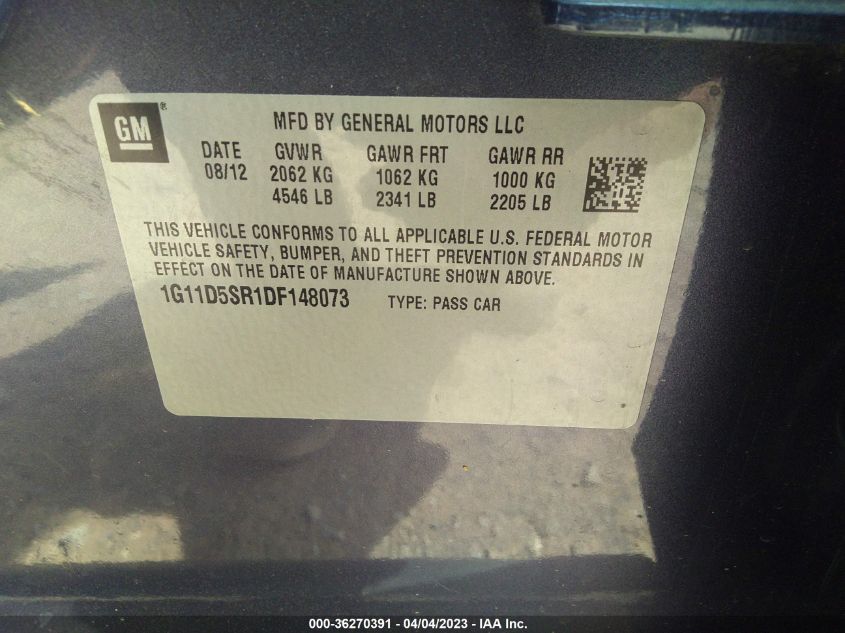 GM ®
MFD BY GENERAL MOTORS LLC
DATE GVWR GAWR FRT GAWR RR
08/12 2062 KG 1062 KG 1000 KG
4546 LB 2341 LB 2205 LB
THIS VEHICLE CONFORMS TO ALL APPLICABLE U.S. FEDERAL MOTOR
VEHICLE SAFETY, BUMPER, AND THEFT PREVENTION STANDARDS IN
EFFECT ON THE DATE OF MANUFACTURE SHOWN ABOVE.
1G11D5SR1DF148073 TYPE: PASS CAR
000-36270391 - 04/04/2023 - IAA Inc.